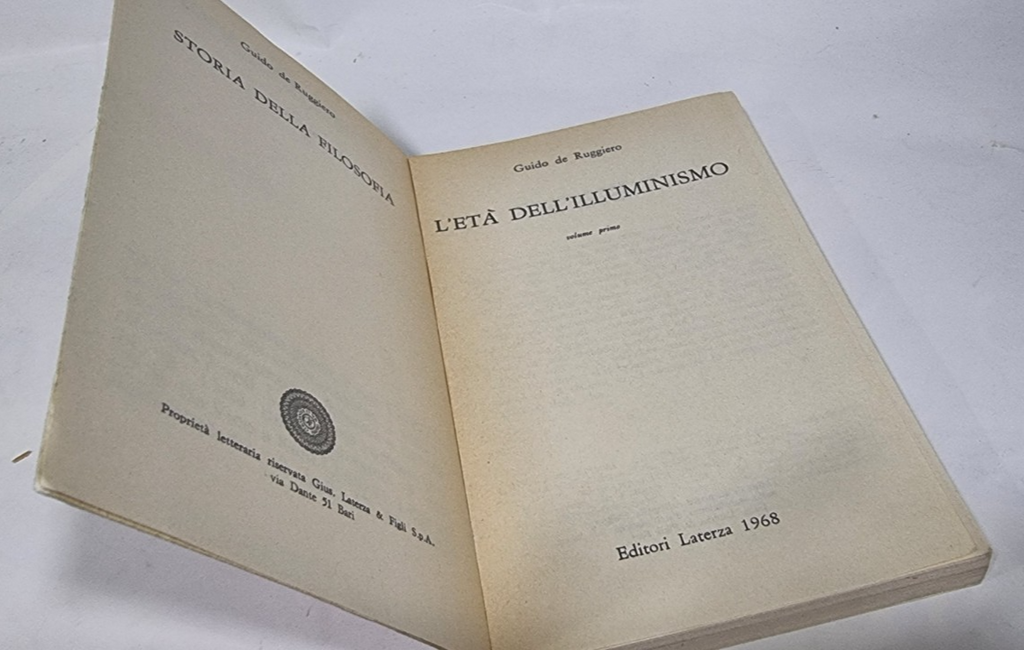 Guido de Ruggiero
STORIA DELLA FILOSOFIA
Proprietà letteraria riservata Gius. Laterza & Figli S.p.A.
via Dante 51 Bari
Guido de Ruggiero
L'ETÀ DELL'ILLUMINISMO
volume primo
Editori Laterza 1968